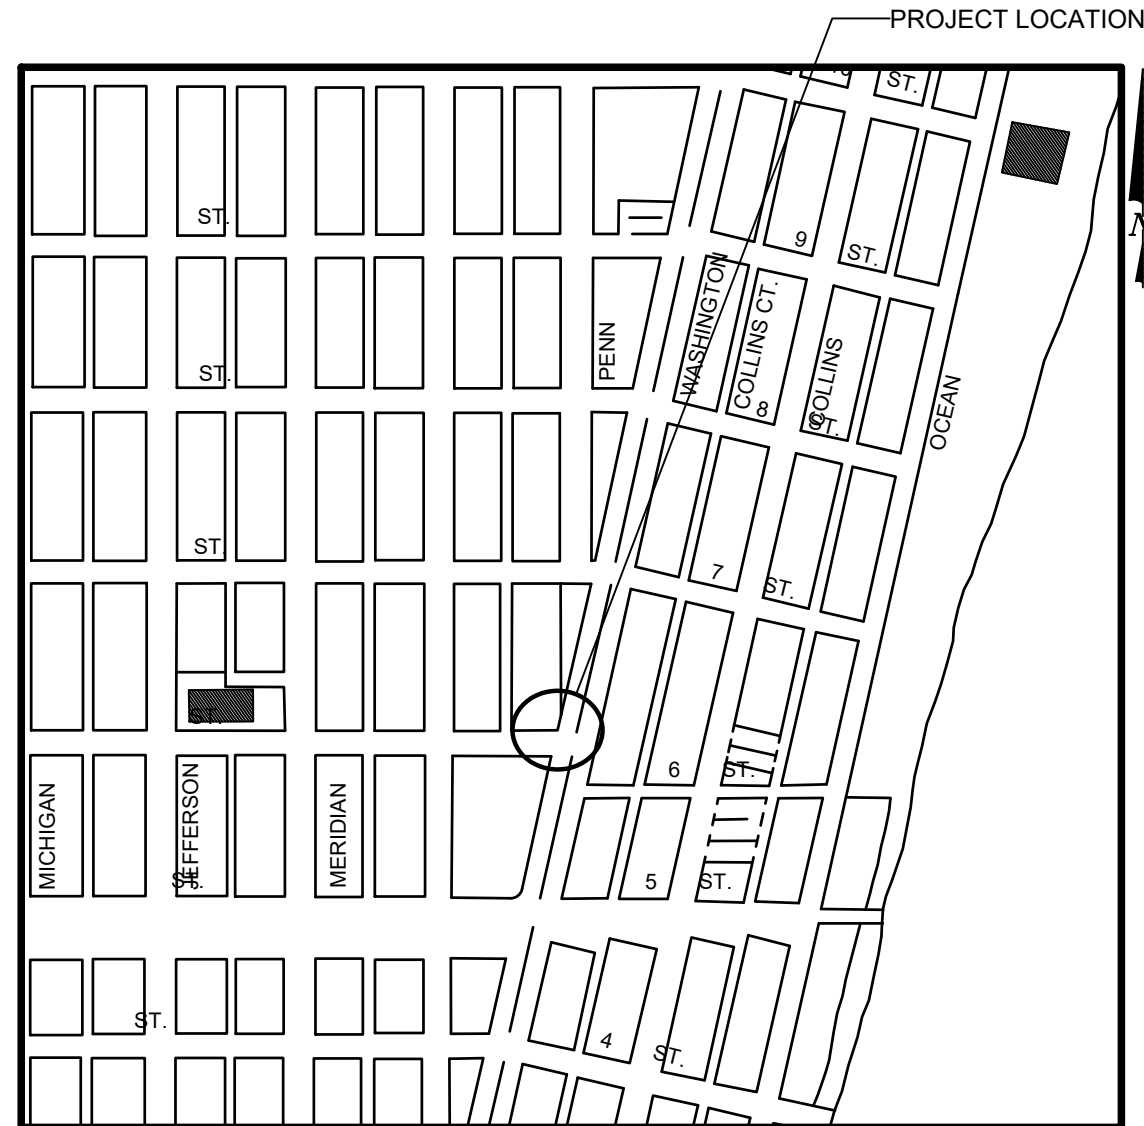 PROJECT LOCATION
ST.
ST.
N
9
ST.
WASHINGTON
COLLINS CT.
COLLINS
PENN
ST.
8
ST.
OCEAN
ST.
7
ST.
ST.
6
ST.
MICHIGAN
JEFFERSON
MERIDIAN
ST.
5
ST.
ST.
4
ST.